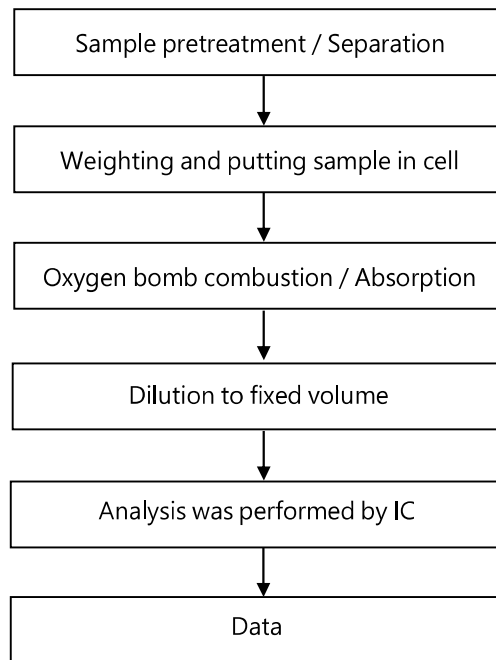 Sample pretreatment / Separation
Weighting and putting sample in cell
Oxygen bomb combustion / Absorption
Dilution to fixed volume
Analysis was performed by IC
Data